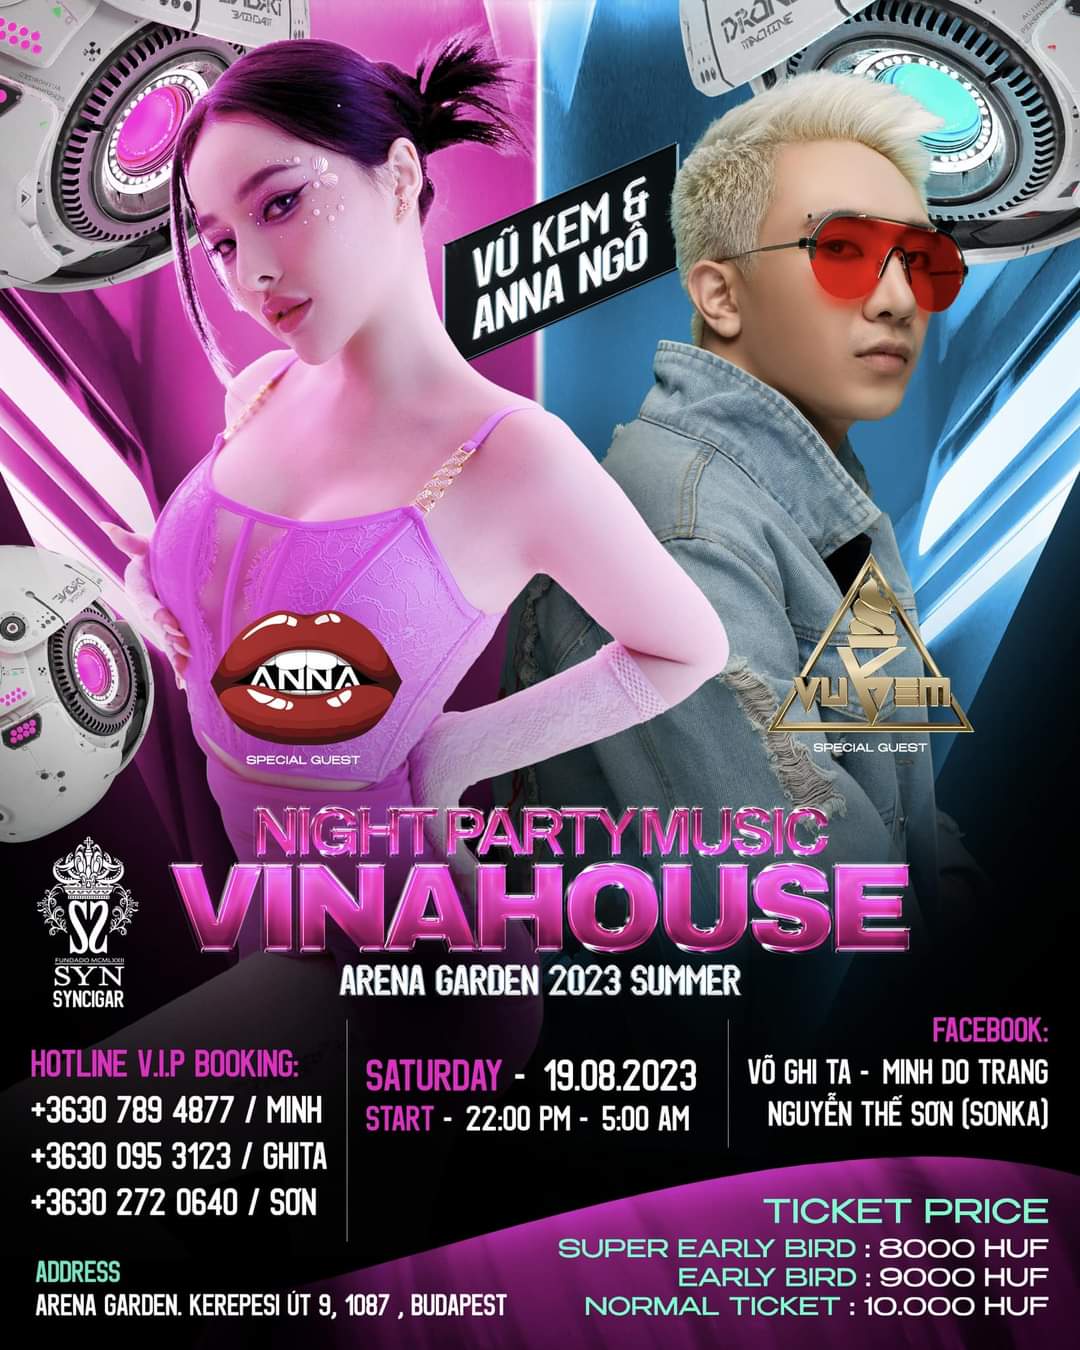 DRONE
MACHINE
VŨ KEM &
ANNA NGÔ
ANNA
SPECIAL GUEST
VU KEM
SPECIAL GUEST
NIGHT PARTY MUSIC
VINAHOUSE
ARENA GARDEN 2023 SUMMER
FUNDADO MCMLXXII
SYN
SYNCIGAR
HOTLINE V.I.P BOOKING:
+3630 789 4877 / MINH
+3630 095 3123 / GHITA
+3630 272 0640 / SƠN
SATURDAY - 19.08.2023
START - 22:00 PM - 5:00 AM
FACEBOOK:
VÕ GHI TA - MINH DO TRANG
NGUYỄN THẾ SƠN (SONKA)
ADDRESS
ARENA GARDEN. KEREPESI ÚT 9, 1087 , BUDAPEST
TICKET PRICE
SUPER EARLY BIRD : 8000 HUF
EARLY BIRD : 9000 HUF
NORMAL TICKET : 10.000 HUF